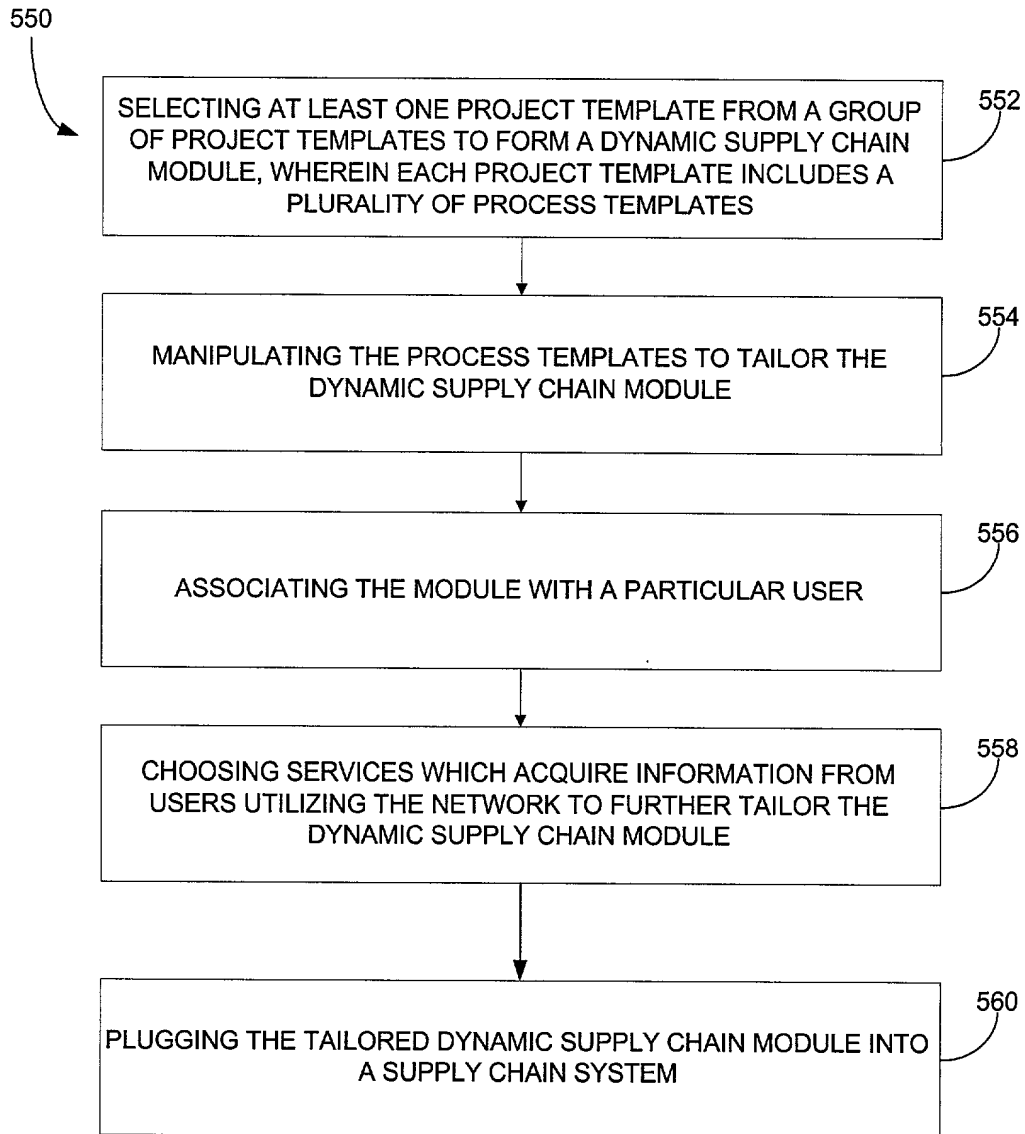 550
SELECTING AT LEAST ONE PROJECT TEMPLATE FROM A GROUP
OF PROJECT TEMPLATES TO FORM A DYNAMIC SUPPLY CHAIN
MODULE, WHEREIN EACH PROJECT TEMPLATE INCLUDES A
PLURALITY OF PROCESS TEMPLATES
552
MANIPULATING THE PROCESS TEMPLATES TO TAILOR THE
DYNAMIC SUPPLY CHAIN MODULE
554
ASSOCIATING THE MODULE WITH A PARTICULAR USER
556
CHOOSING SERVICES WHICH ACQUIRE INFORMATION FROM
USERS UTILIZING THE NETWORK TO FURTHER TAILOR THE
DYNAMIC SUPPLY CHAIN MODULE
558
PLUGGING THE TAILORED DYNAMIC SUPPLY CHAIN MODULE INTO
A SUPPLY CHAIN SYSTEM
560